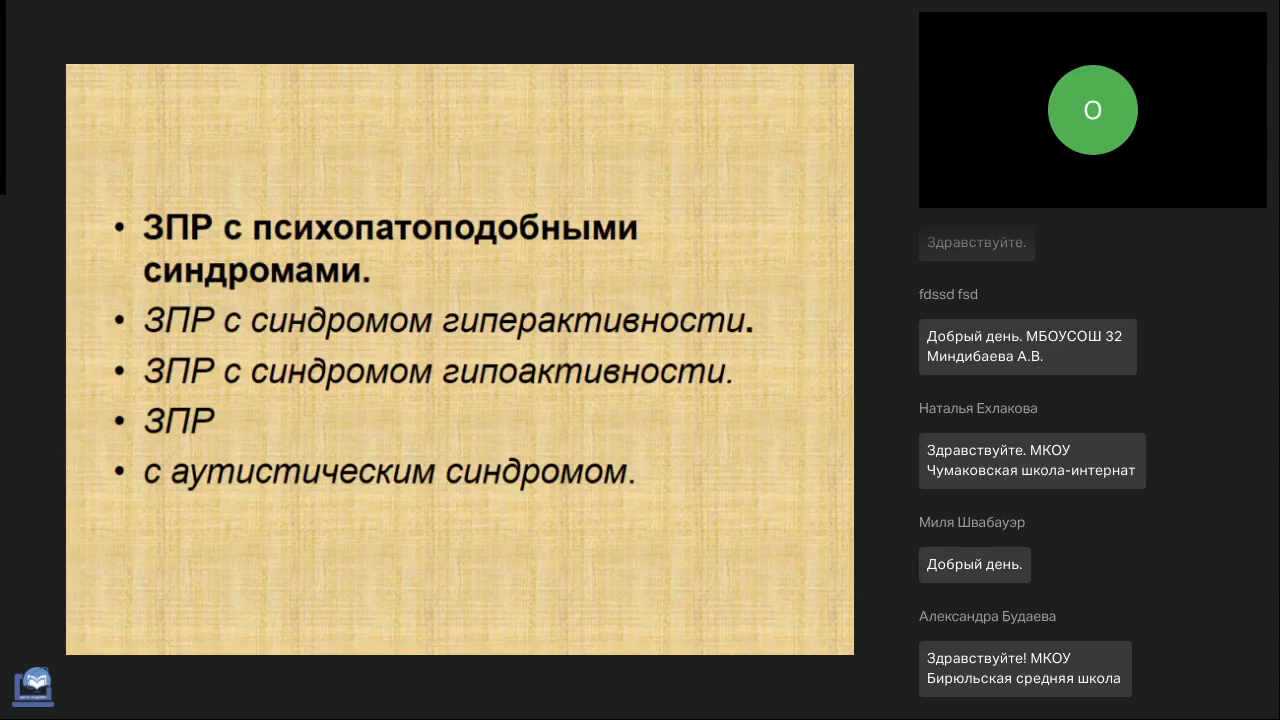 • ЗПР с психопатоподобными
синдромами.
• ЗПР с синдромом гиперактивности.
• ЗПР с синдромом гипоактивности.
• ЗПР
• с аутистическим синдромом.
О
Здравствуйте.
fdssd fsd
Добрый день. МБОУСОШ 32
Миндибаева А.В.
Наталья Ехлакова
Здравствуйте. МКОУ
Чумаковская школа-интернат
Миля Швабауэр
Добрый день.
Александра Будаева
Здравствуйте! МКОУ
Бирюльская средняя школа